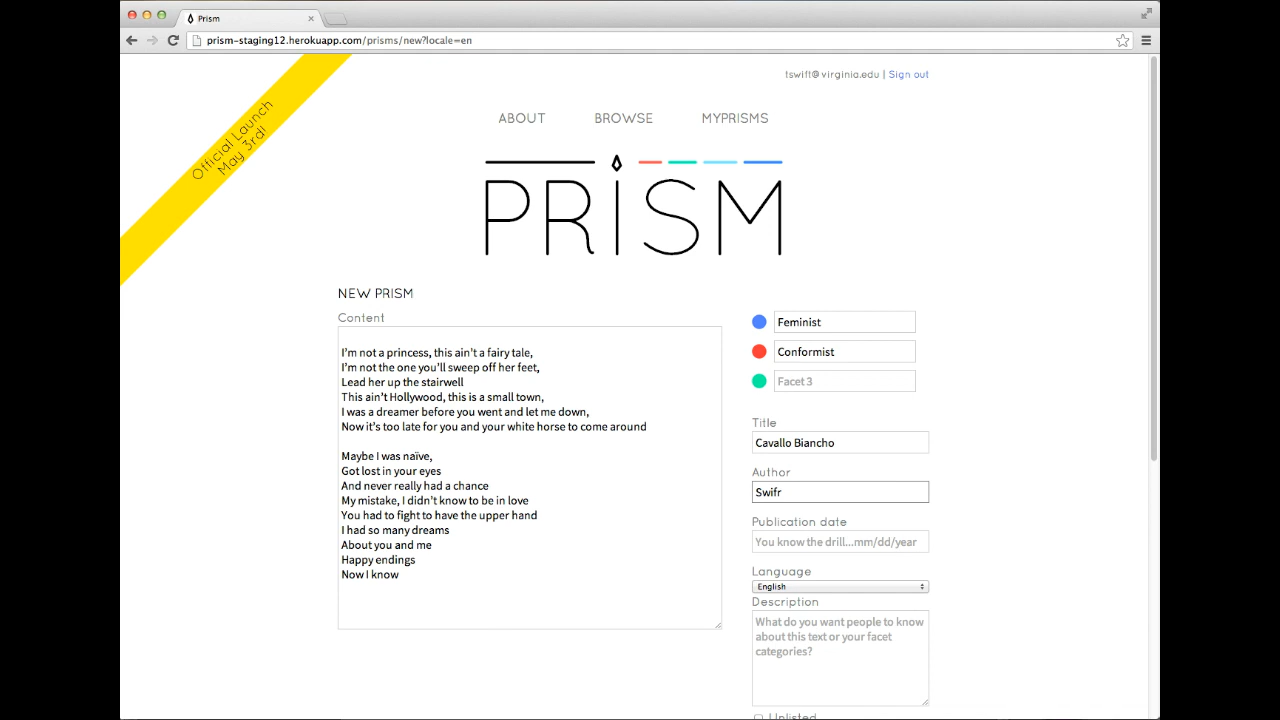 Prism
prism-staging12.herokuapp.com/prisms/new?locale=en
Official Launch
May 3rd!
tswift@virginia.edu | Sign out
ABOUT BROWSE MYPRISMS
PRISM
NEW PRISM
Content
I'm not a princess, this ain't a fairy tale,
I'm not the one you'll sweep off her feet,
Lead her up the stairwell
This ain't Hollywood, this is a small town,
I was a dreamer before you went and let me down,
Now it's too late for you and your white horse to come around
Maybe I was naïve,
Got lost in your eyes
And never really had a chance
My mistake, I didn't know to be in love
You had to fight to have the upper hand
I had so many dreams
About you and me
Happy endings
Now I know
Feminist
Conformist
Facet 3
Title
Cavallo Biancho
Author
Swifr
Publication date
You know the drill...mm/dd/year
Language
English
Description
What do you want people to know
about this text or your facet
categories?
Unlisted